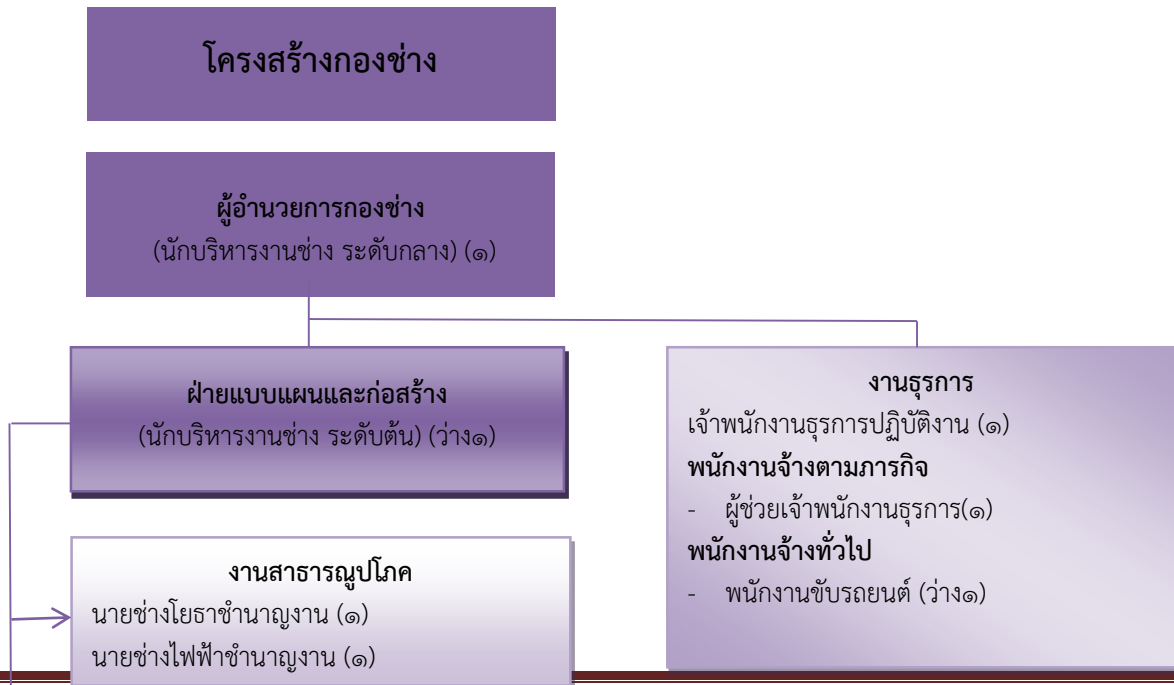 โครงสร้างกองช่าง
ผู้อำนวยการกองช่าง
(นักบริหารงานช่าง ระดับกลาง) (๑)
ฝ่ายแบบแผนและก่อสร้าง
(นักบริหารงานช่าง ระดับต้น) (ว่าง๑)
งานธุรการ
เจ้าพนักงานธุรการปฏิบัติงาน (๑)
พนักงานจ้างตามภารกิจ
- ผู้ช่วยเจ้าพนักงานธุรการ(๑)
พนักงานจ้างทั่วไป
- พนักงานขับรถยนต์ (ว่าง๑)
งานสาธารณูปโภค
นายช่างโยธาชำนาญงาน (๑)
นายช่างไฟฟ้าชำนาญงาน (๑)